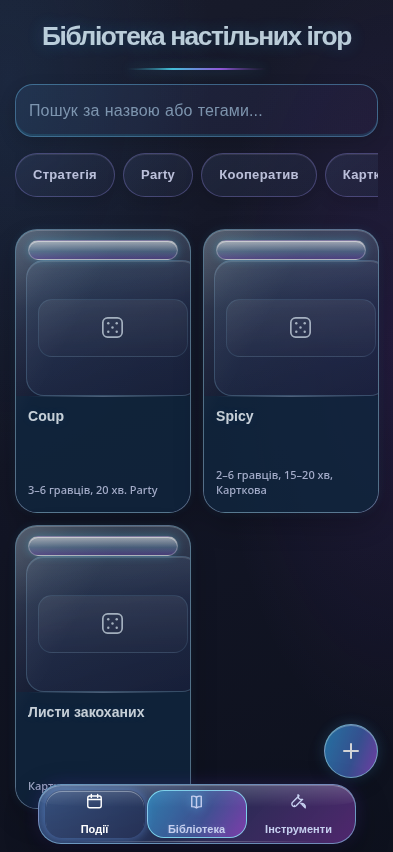 Бібліотека настільних ігор
Пошук за назвою або тегами...
Стратегія
Party
Кооператив
Coup
3–6 гравців, 20 хв. Party
Spicy
2–6 гравців, 15–20 хв,
Карткова
Листи закоханих
Події
Бібліотека
Інструменти